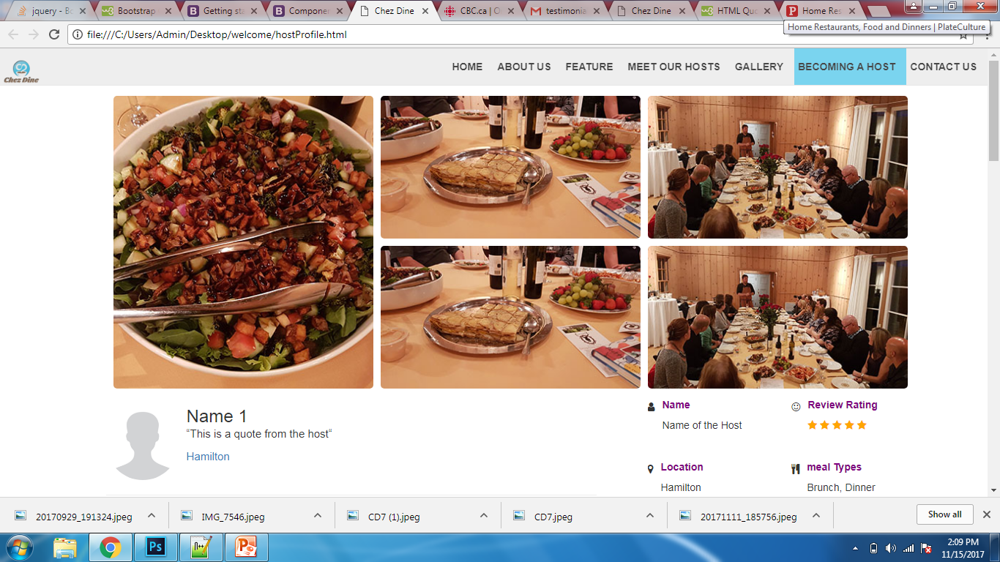 jquery - Bo
Bootstrap
Getting sta
Componen
Chez Dine
CBC.ca | O
testimonia
Chez Dine
HTML Quo
Home Res
file:///C:/Users/Admin/Desktop/welcome/hostProfile.html
Home Restaurants, Food and Dinners | PlateCulture
Chez Dine
HOME ABOUT US FEATURE MEET OUR HOSTS GALLERY BECOMING A HOST CONTACT US
Name 1
“This is a quote from the host“
Hamilton
Name
Name of the Host
Review Rating
Location
Hamilton
meal Types
Brunch, Dinner
20170929_191324.jpeg
IMG_7546.jpeg
CD7 (1).jpeg
CD7.jpeg
20171111_185756.jpeg
Show all
Ps
n++
P
2:09 PM
11/15/2017